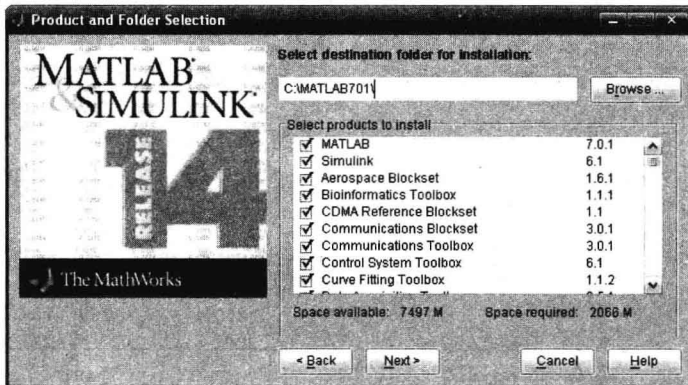 Product and Folder Selection
MATLAB®
& SIMULINK®
RELEASE 14
The MathWorks
Select destination folder for installation:
C:\MATLAB701\
Browse ...
Select products to install
MATLAB 7.0.1
Simulink 6.1
Aerospace Blockset 1.6.1
Bioinformatics Toolbox 1.1.1
CDMA Reference Blockset 1.1
Communications Blockset 3.0.1
Communications Toolbox 3.0.1
Control System Toolbox 6.1
Curve Fitting Toolbox 1.1.2
Space available: 7497 M
Space required: 2066 M
< Back
Next >
Cancel
Help